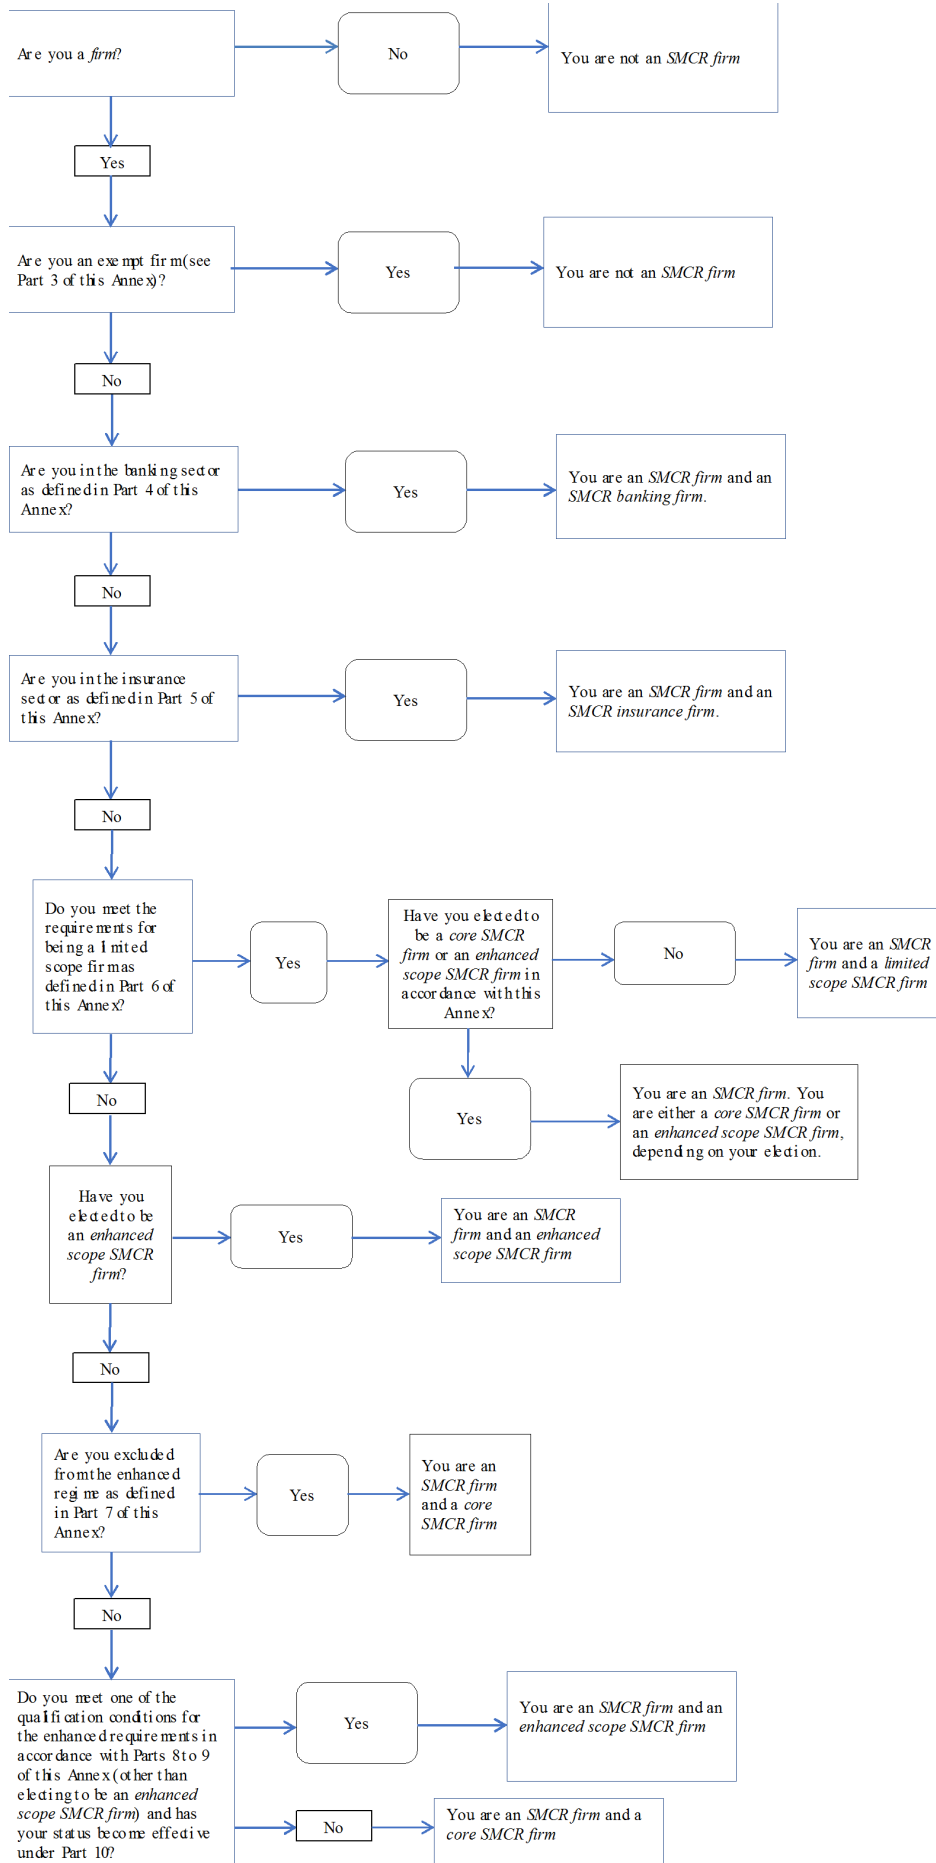 Are you a firm?
No
You are not an SMCR firm
Yes
Are you an exempt firm (see
Part 3 of this Annex)?
Yes
You are not an SMCR firm
No
Are you in the banking sector
as defined in Part 4 of this
Annex?
Yes
You are an SMCR firm and an
SMCR banking firm.
No
Are you in the insurance
sector as defined in Part 5 of
this Annex?
Yes
You are an SMCR firm and an
SMCR insurance firm.
No
Do you meet the
requirements for
being a limited
scope firm as
defined in Part 6 of
this Annex?
Yes
Have you elected to
be a core SMCR
firm or an enhanced
scope SMCR firm in
accordance with this
Annex?
No
You are an SMCR
firm and a limited
scope SMCR firm
Yes
You are an SMCR firm. You
are either a core SMCR firm or
an enhanced scope SMCR firm,
depending on your election.
No
Have you
elected to be
an enhanced
scope SMCR
firm?
Yes
You are an SMCR
firm and an enhanced
scope SMCR firm
No
Are you excluded
from the enhanced
regime as defined
in Part 7 of this
Annex?
Yes
You are an
SMCR firm
and a core
SMCR firm
No
Do you meet one of the
qualification conditions for
the enhanced requirements in
accordance with Parts 8 to 9
of this Annex (other than
electing to be an enhanced
scope SMCR firm) and has
your status become effective
under Part 10?
Yes
You are an SMCR firm and an
enhanced scope SMCR firm
No
You are an SMCR firm and a
core SMCR firm